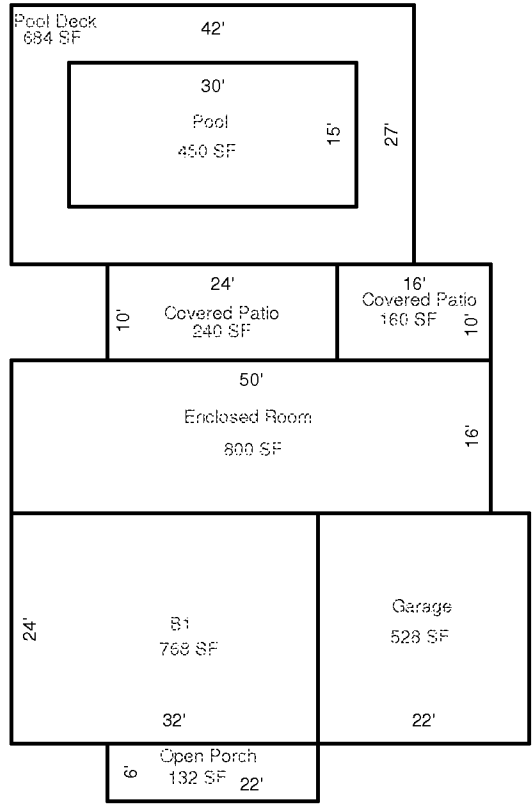 Pool Deck
684 SF
42'
30'
Pool
450 SF
15'
27'
24'
Covered Patio
240 SF
10'
16'
Covered Patio
160 SF
10'
50'
Enclosed Room
800 SF
16'
B1
768 SF
24'
32'
Garage
528 SF
22'
Open Porch
132 SF
6'
22'